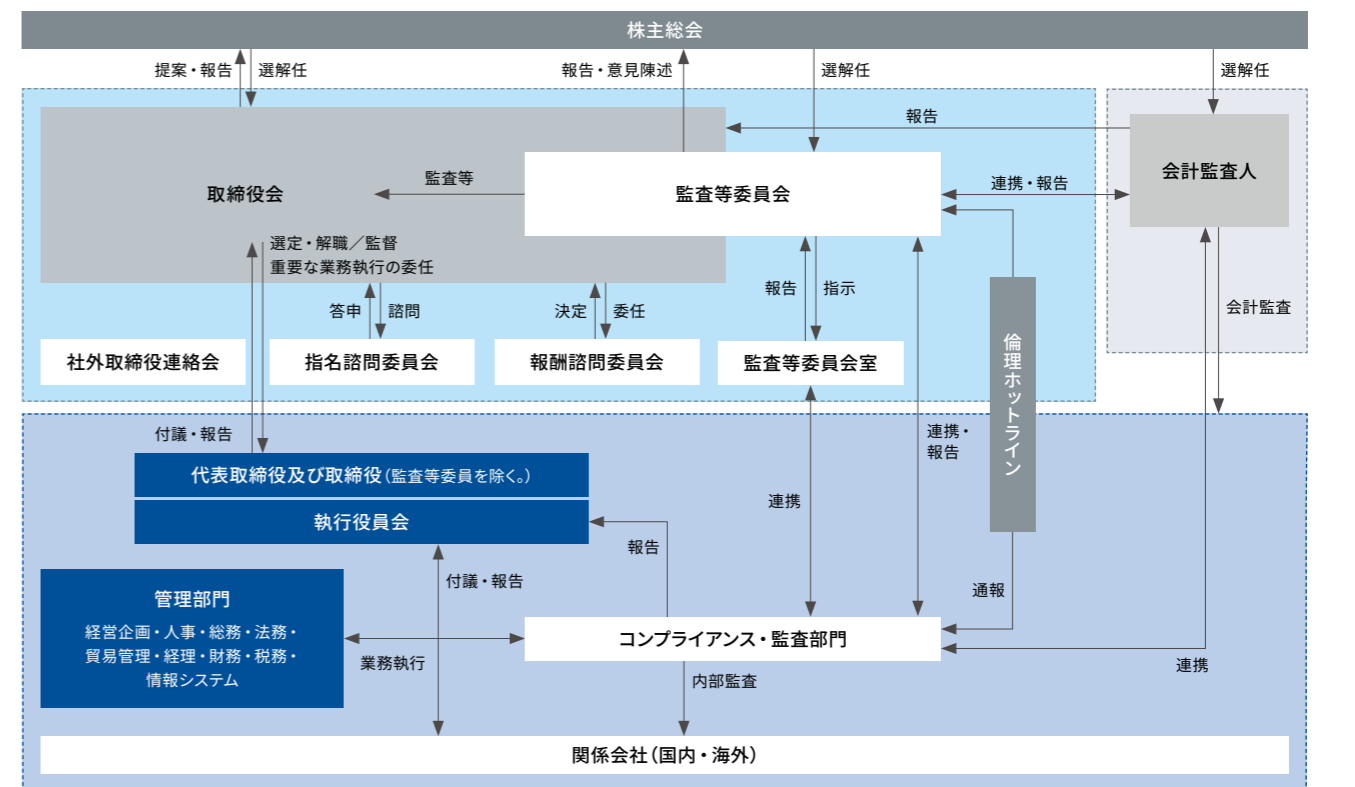 株主総会
提案・報告
選解任
報告・意見陳述
選解任
選解任
報告
会計監査人
取締役会
監査等
監査等委員会
連携・報告
選定・解職／監督
重要な業務執行の委任
答申
諮問
決定
委任
報告
指示
会計監査
社外取締役連絡会
指名諮問委員会
報酬諮問委員会
監査等委員会室
倫理ホットライン
付議・報告
連携・
報告
代表取締役及び取締役（監査等委員を除く。）
執行役員会
連携
報告
付議・報告
通報
管理部門
経営企画・人事・総務・法務・
貿易管理・経理・財務・税務・
情報システム
業務執行
コンプライアンス・監査部門
連携
内部監査
関係会社（国内・海外）